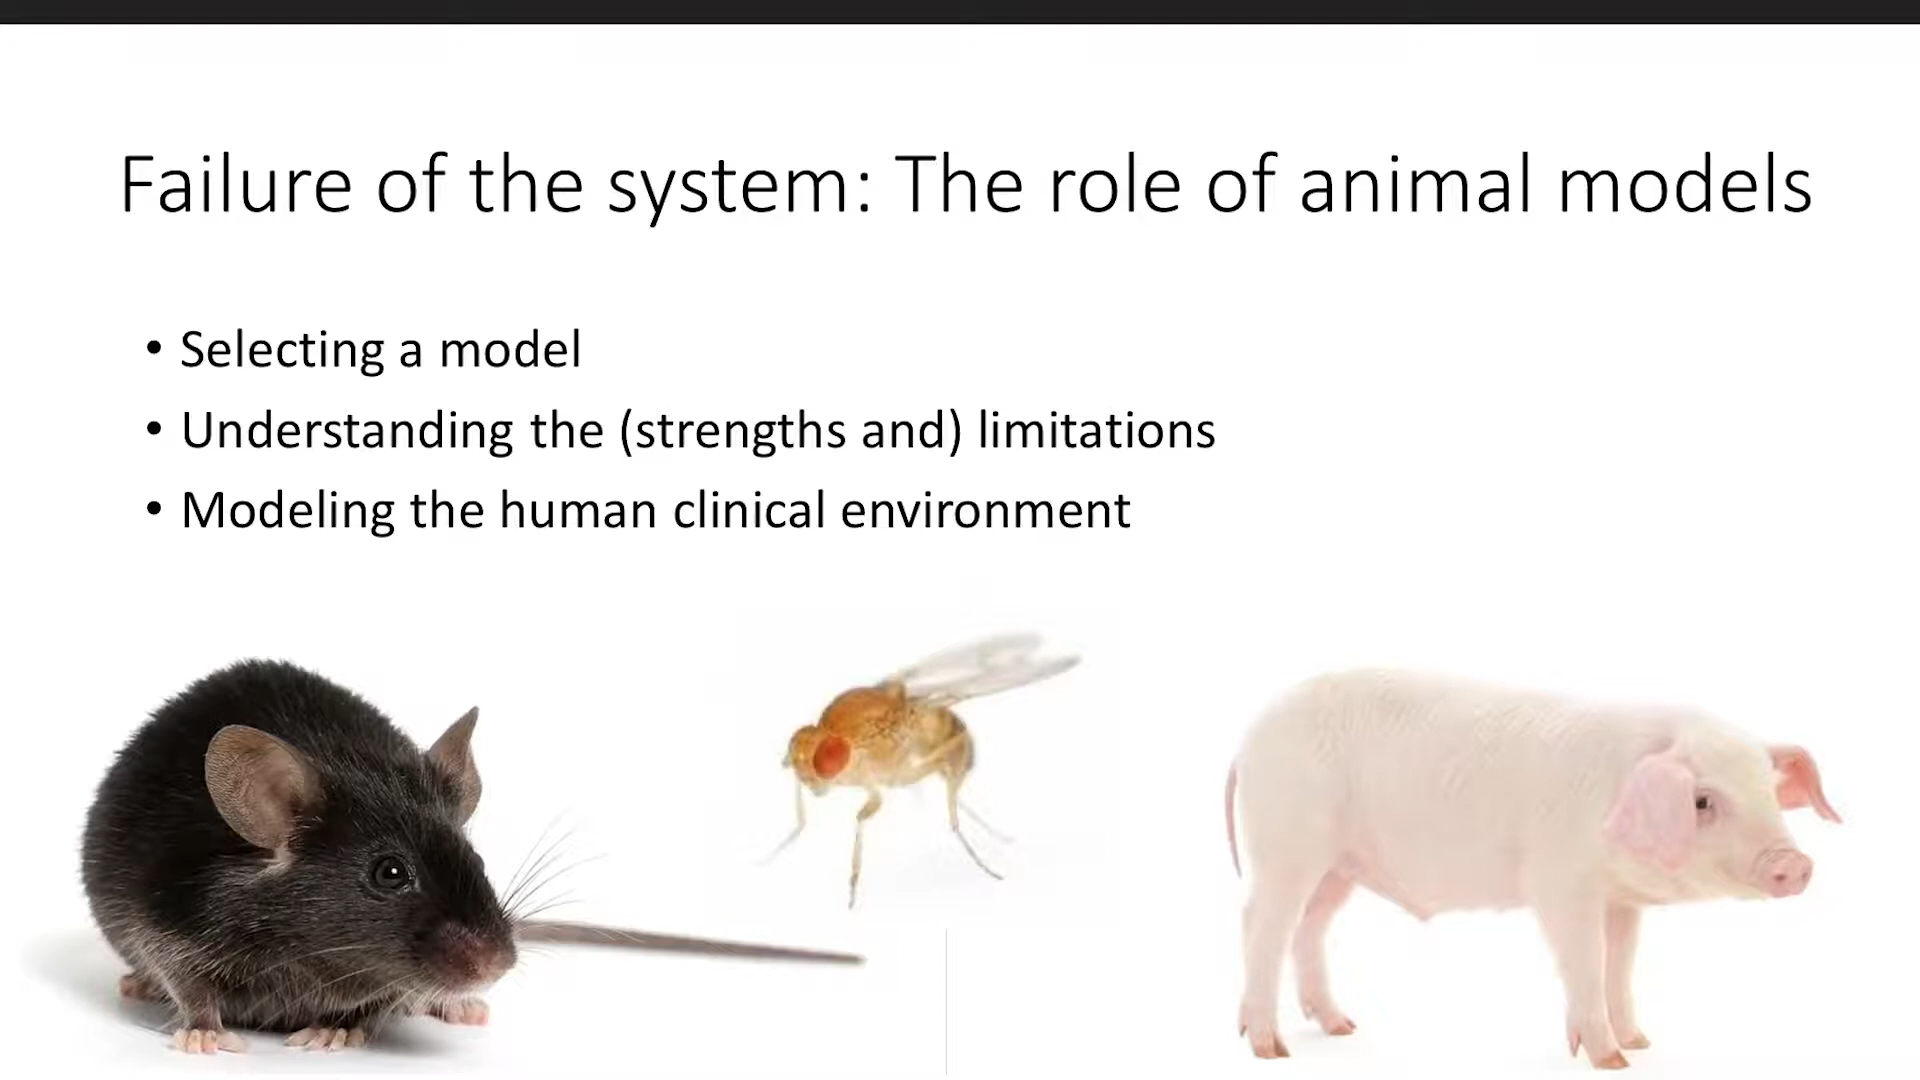 Failure of the system: The role of animal models
• Selecting a model
• Understanding the (strengths and) limitations
• Modeling the human clinical environment